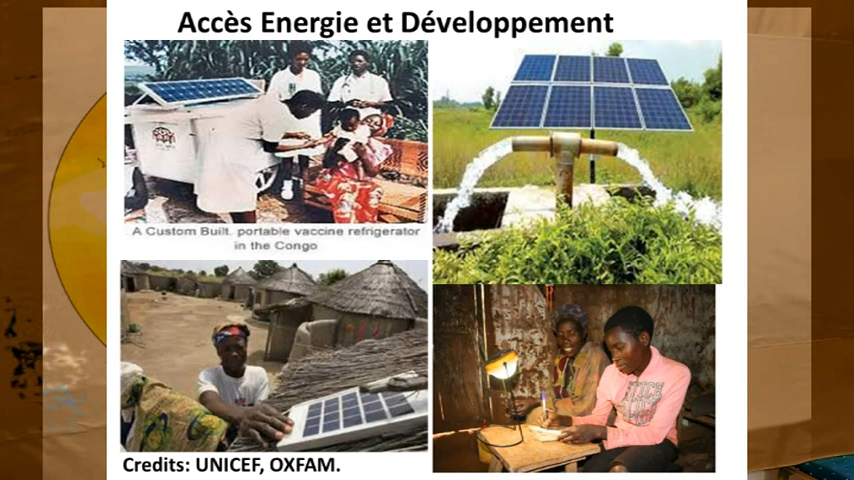 Accès Energie et Développement
A Custom Built, portable vaccine refrigerator
in the Congo
Credits: UNICEF, OXFAM.